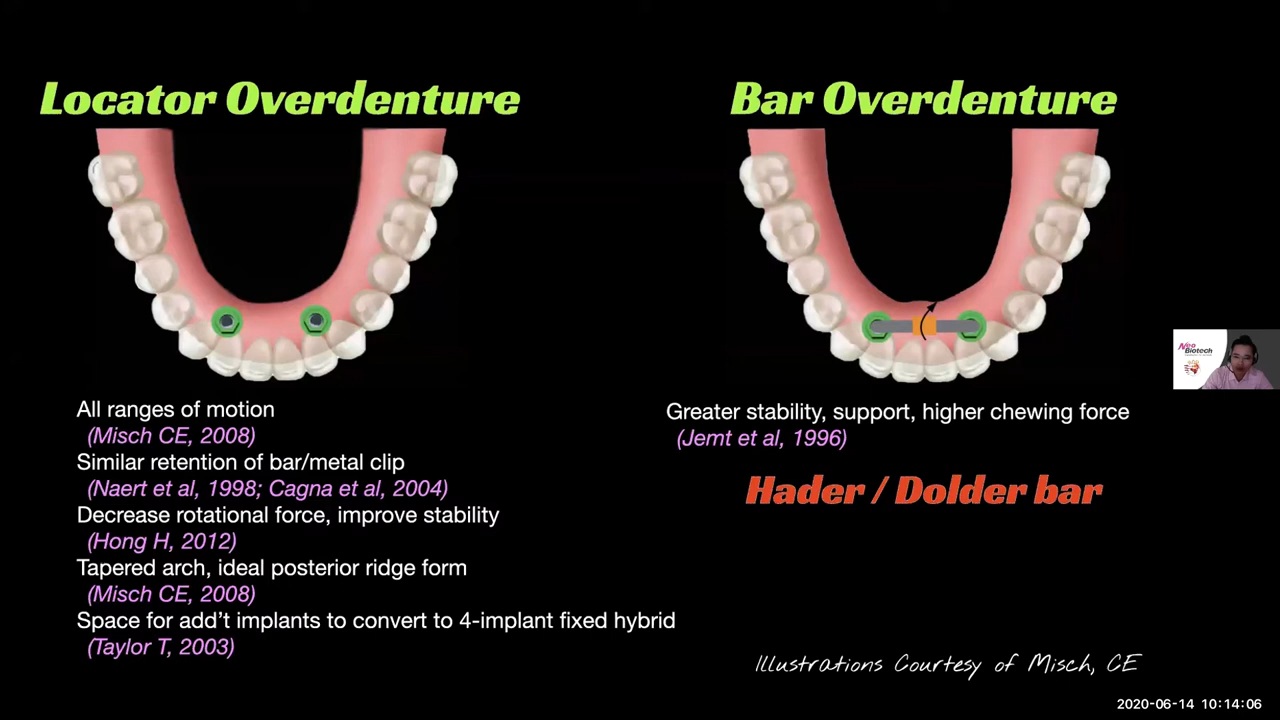 Locator Overdenture
All ranges of motion
(Misch CE, 2008)
Similar retention of bar/metal clip
(Naert et al, 1998; Cagna et al, 2004)
Decrease rotational force, improve stability
(Hong H, 2012)
Tapered arch, ideal posterior ridge form
(Misch CE, 2008)
Space for add't implants to convert to 4-implant fixed hybrid
(Taylor T, 2003)
Bar Overdenture
Greater stability, support, higher chewing force
(Jemt et al, 1996)
Hader / Dolder bar
Illustrations Courtesy of Misch, CE
Neo
Biotech
2020-06-14 10:14:06